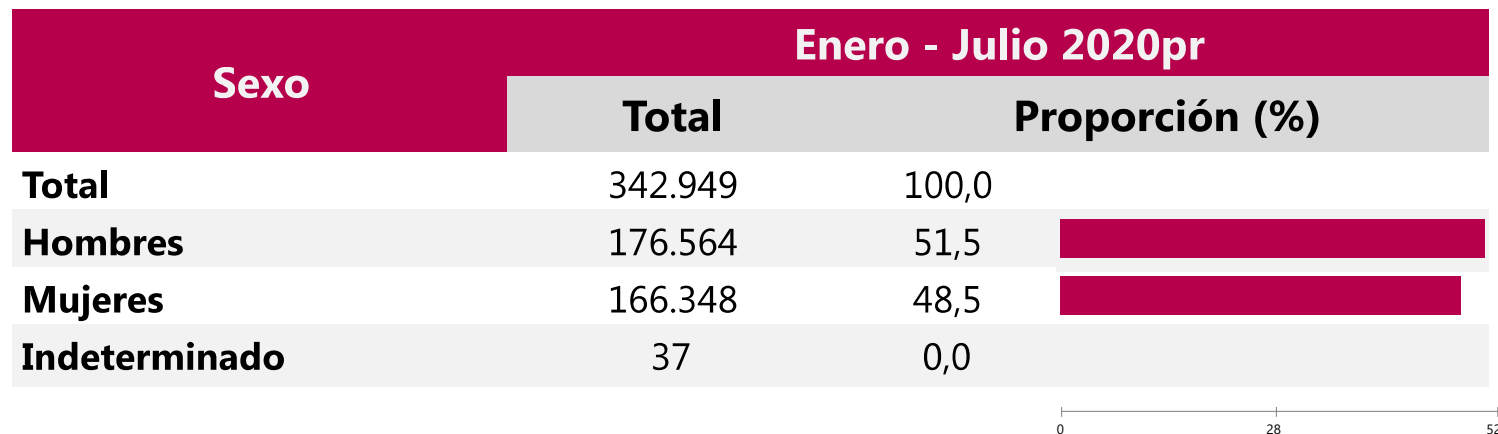 Sexo
Enero - Julio 2020pr
Total Proporción (%)
Total 342.949 100,0
Hombres 176.564 51,5
Mujeres 166.348 48,5
Indeterminado 37 0,0
0 28 52